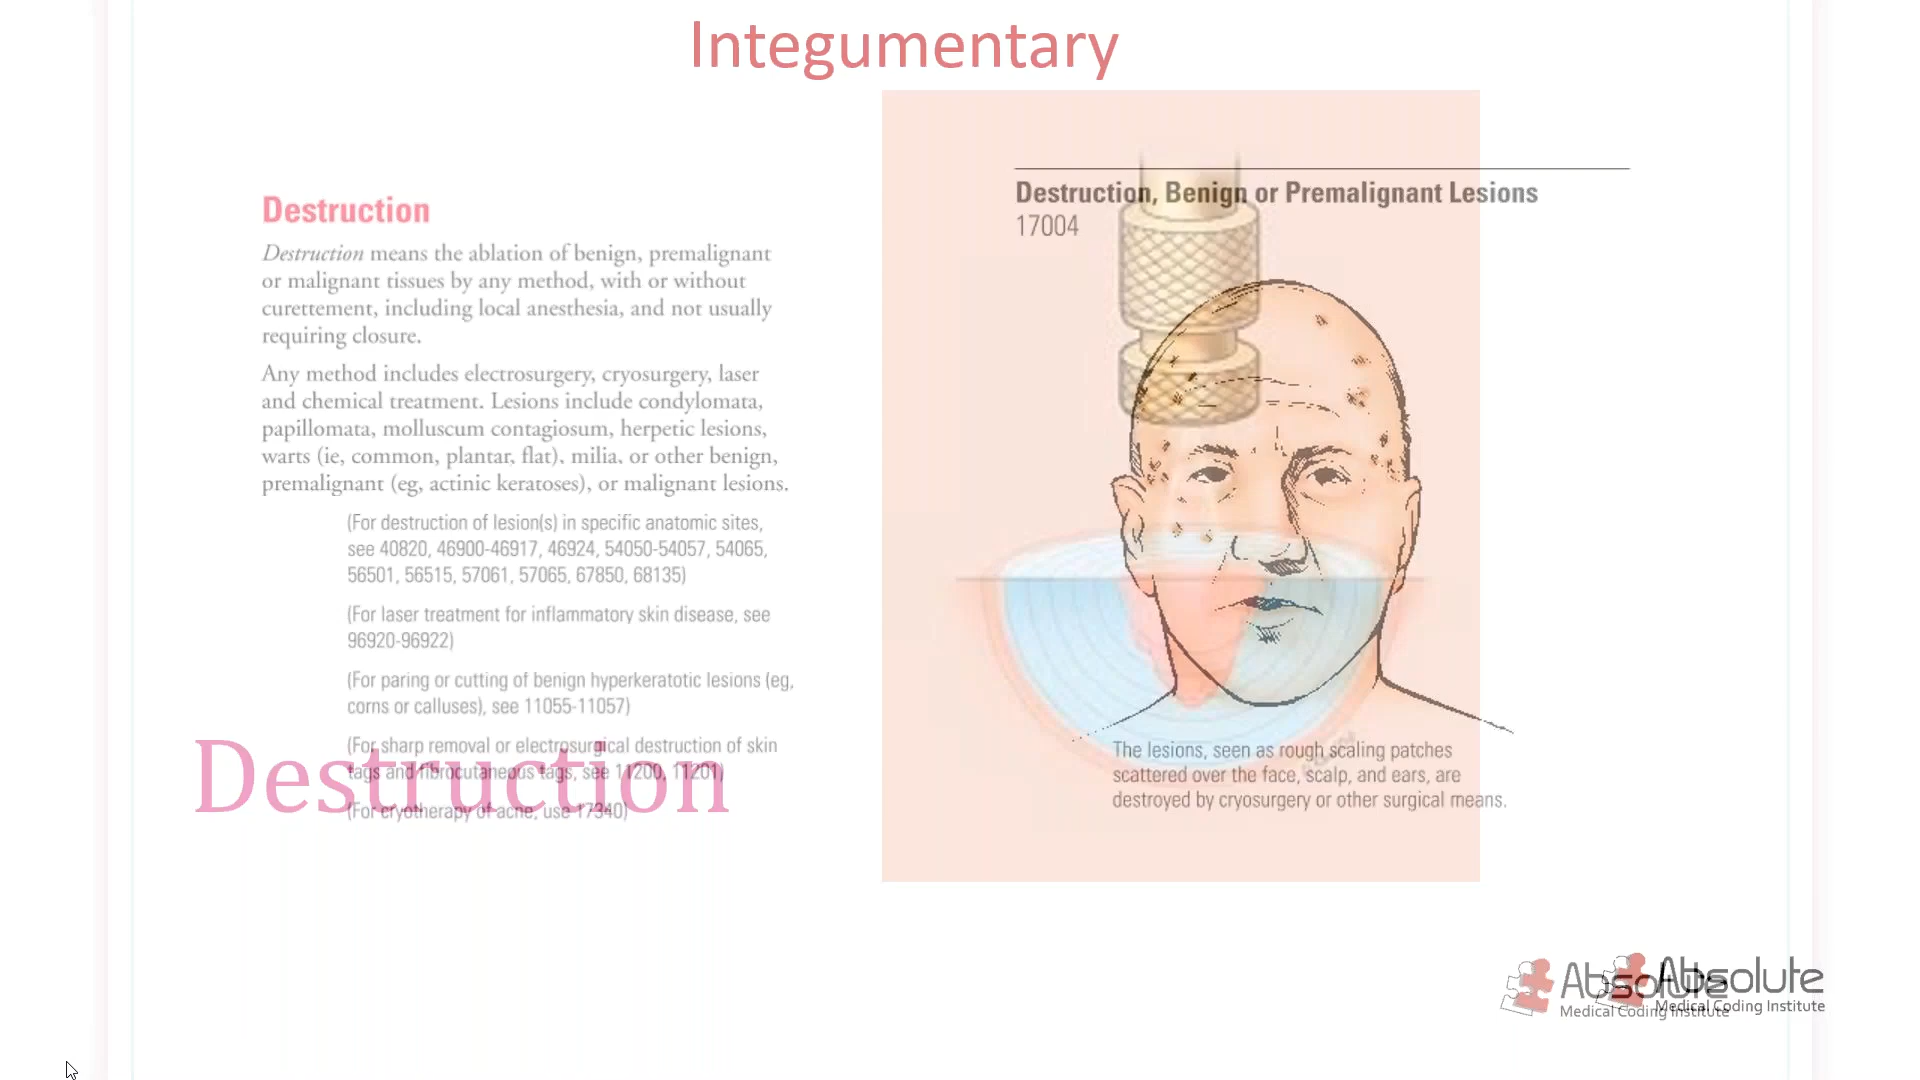 Integumentary
Destruction
Destruction means the ablation of benign, premalignant
or malignant tissues by any method, with or without
curettement, including local anesthesia, and not usually
requiring closure.
Any method includes electrosurgery, cryosurgery, laser
and chemical treatment. Lesions include condylomata,
papillomata, molluscum contagiosum, herpetic lesions,
warts (ie, common, plantar, flat), milia, or other benign,
premalignant (eg, actinic keratoses), or malignant lesions.
(For destruction of lesion(s) in specific anatomic sites,
see 40820, 46900-46917, 46924, 54050-54057, 54065,
56501, 56515, 57061, 57065, 67850, 68135)
(For laser treatment for inflammatory skin disease, see
96920-96922)
(For paring or cutting of benign hyperkeratotic lesions (eg,
corns or calluses), see 11055-11057)
(For sharp removal or electrosurgical destruction of skin
tags and fibrocutaneous tags, see 11200, 11201)
(For cryotherapy of acne, use 17340)
Destruction
Destruction, Benign or Premalignant Lesions
17004
The lesions, seen as rough scaling patches
scattered over the face, scalp, and ears, are
destroyed by cryosurgery or other surgical means.
Absolute
Medical Coding Institute
Absolute
Medical Coding Institute